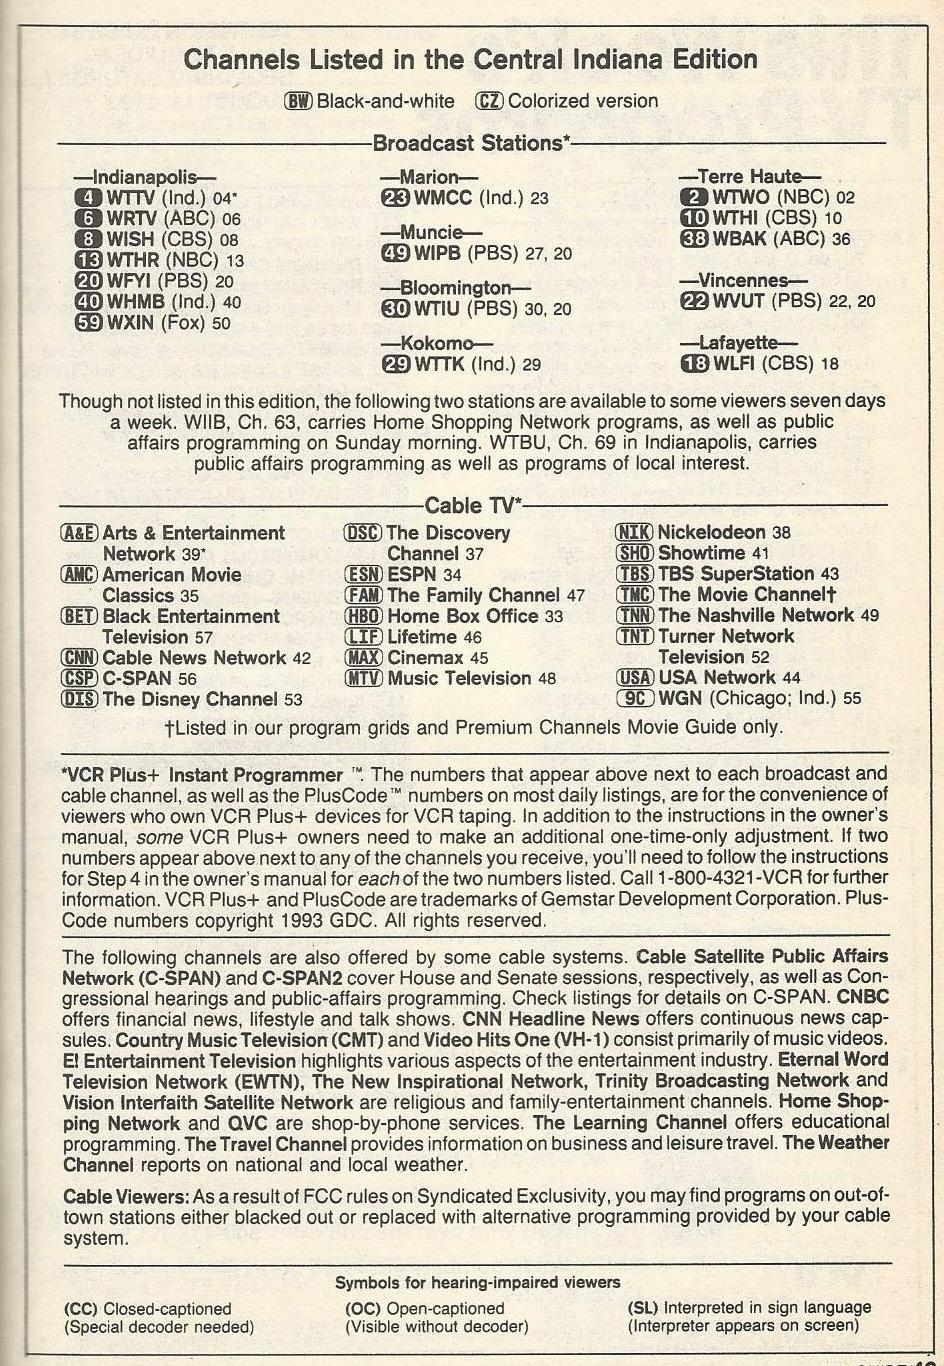 Channels Listed in the Central Indiana Edition
BW Black-and-white CZ Colorized version
Broadcast Stations*
—Indianapolis—
4 WTTV (Ind.) 04*
6 WRTV (ABC) 06
8 WISH (CBS) 08
13 WTHR (NBC) 13
20 WFYI (PBS) 20
40 WHMB (Ind.) 40
59 WXIN (Fox) 50
—Marion—
23 WMCC (Ind.) 23
—Muncie—
49 WIPB (PBS) 27, 20
—Bloomington—
30 WTIU (PBS) 30, 20
—Kokomo—
29 WTTK (Ind.) 29
—Terre Haute—
2 WTWO (NBC) 02
10 WTHI (CBS) 10
38 WBAK (ABC) 36
—Vincennes—
22 WVUT (PBS) 22, 20
—Lafayette—
18 WLFI (CBS) 18
Though not listed in this edition, the following two stations are available to some viewers seven days
a week. WIIB, Ch. 63, carries Home Shopping Network programs, as well as public
affairs programming on Sunday morning. WTBU, Ch. 69 in Indianapolis, carries
public affairs programming as well as programs of local interest.
Cable TV*
A&E Arts & Entertainment
Network 39*
AMC American Movie
Classics 35
BET Black Entertainment
Television 57
CNN Cable News Network 42
CSP C-SPAN 56
DIS The Disney Channel 53
DSC The Discovery
Channel 37
ESN ESPN 34
FAM The Family Channel 47
HBO Home Box Office 33
LIF Lifetime 46
MAX Cinemax 45
MTV Music Television 48
NIK Nickelodeon 38
SHO Showtime 41
TBS TBS SuperStation 43
TMC The Movie Channel†
TNN The Nashville Network 49
TNT Turner Network
Television 52
USA USA Network 44
9C WGN (Chicago; Ind.) 55
†Listed in our program grids and Premium Channels Movie Guide only.
*VCR Plus+ Instant Programmer ™. The numbers that appear above next to each broadcast and
cable channel, as well as the PlusCode™ numbers on most daily listings, are for the convenience of
viewers who own VCR Plus+ devices for VCR taping. In addition to the instructions in the owner's
manual, some VCR Plus+ owners need to make an additional one-time-only adjustment. If two
numbers appear above next to any of the channels you receive, you'll need to follow the instructions
for Step 4 in the owner's manual for each of the two numbers listed. Call 1-800-4321-VCR for further
information. VCR Plus+ and PlusCode are trademarks of Gemstar Development Corporation. Plus-
Code numbers copyright 1993 GDC. All rights reserved.
The following channels are also offered by some cable systems. Cable Satellite Public Affairs
Network (C-SPAN) and C-SPAN2 cover House and Senate sessions, respectively, as well as Con-
gressional hearings and public-affairs programming. Check listings for details on C-SPAN. CNBC
offers financial news, lifestyle and talk shows. CNN Headline News offers continuous news cap-
sules. Country Music Television (CMT) and Video Hits One (VH-1) consist primarily of music videos.
E! Entertainment Television highlights various aspects of the entertainment industry. Eternal Word
Television Network (EWTN), The New Inspirational Network, Trinity Broadcasting Network and
Vision Interfaith Satellite Network are religious and family-entertainment channels. Home Shop-
ping Network and QVC are shop-by-phone services. The Learning Channel offers educational
programming. The Travel Channel provides information on business and leisure travel. The Weather
Channel reports on national and local weather.
Cable Viewers: As a result of FCC rules on Syndicated Exclusivity, you may find programs on out-of-
town stations either blacked out or replaced with alternative programming provided by your cable
system.
Symbols for hearing-impaired viewers
(CC) Closed-captioned
(Special decoder needed)
(OC) Open-captioned
(Visible without decoder)
(SL) Interpreted in sign language
(Interpreter appears on screen)